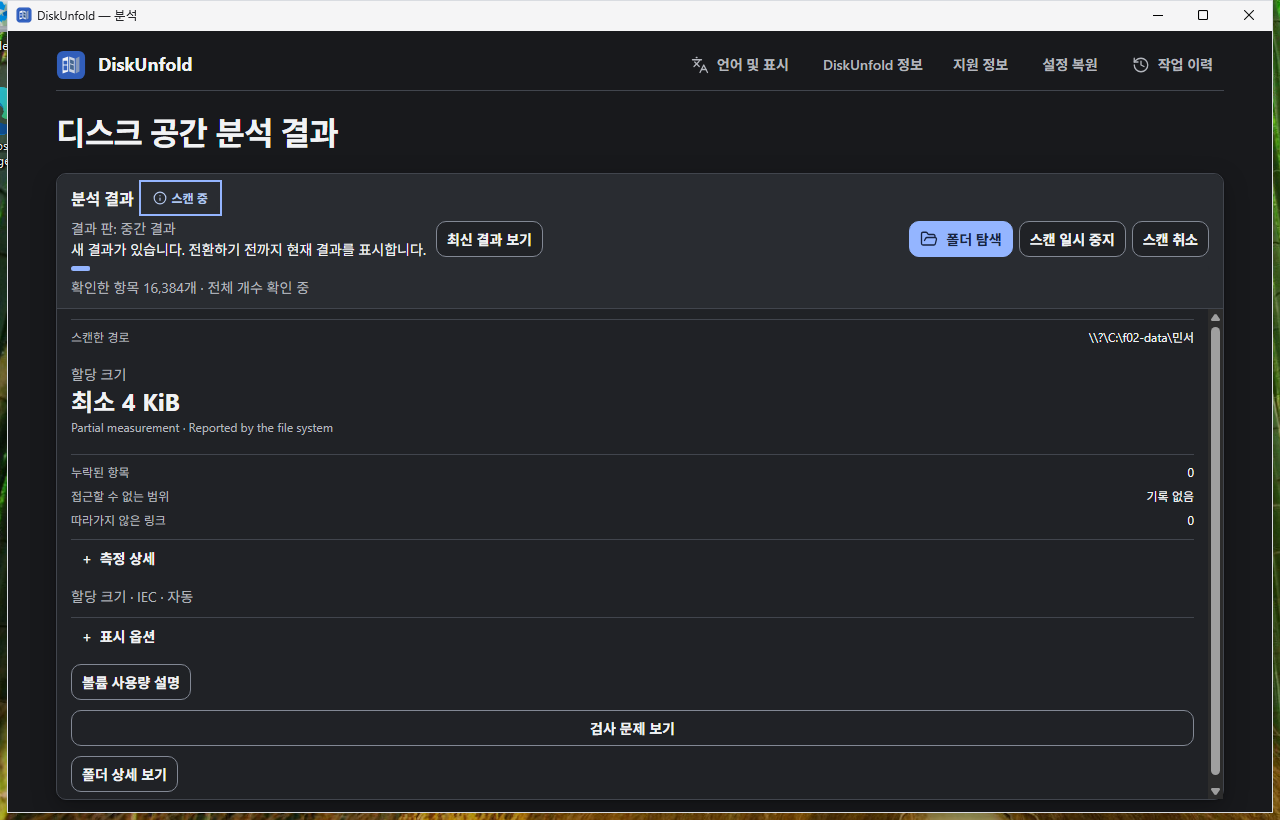 DiskUnfold — 분석
DiskUnfold
언어 및 표시
DiskUnfold 정보
지원 정보
설정 복원
작업 이력
디스크 공간 분석 결과
분석 결과
스캔 중
결과 판: 중간 결과
새 결과가 있습니다. 전환하기 전까지 현재 결과를 표시합니다.
최신 결과 보기
폴더 탐색
스캔 일시 중지
스캔 취소
확인한 항목 16,384개 · 전체 개수 확인 중
스캔한 경로
\\?\C:\f02-data\민서
할당 크기
최소 4 KiB
Partial measurement · Reported by the file system
누락된 항목
0
접근할 수 없는 범위
기록 없음
따라가지 않은 링크
0
+ 측정 상세
할당 크기 · IEC · 자동
+ 표시 옵션
볼륨 사용량 설명
검사 문제 보기
폴더 상세 보기